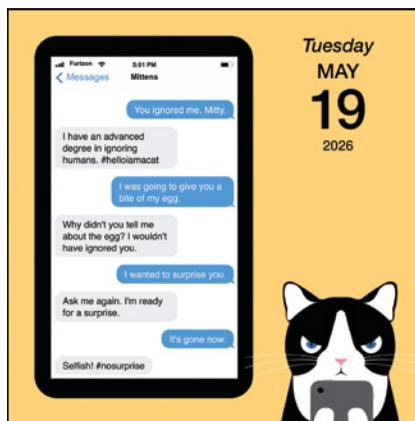 Furizon 5:01 PM
Messages Mittens
You ignored me, Mitty.
I have an advanced
degree in ignoring
humans. #helloiamacat
I was going to give you a
bite of my egg.
Why didn't you tell me
about the egg? I wouldn't
have ignored you.
I wanted to surprise you.
Ask me again. I'm ready
for a surprise.
It's gone now.
Selfish! #nosurprise
Tuesday
MAY
19
2026